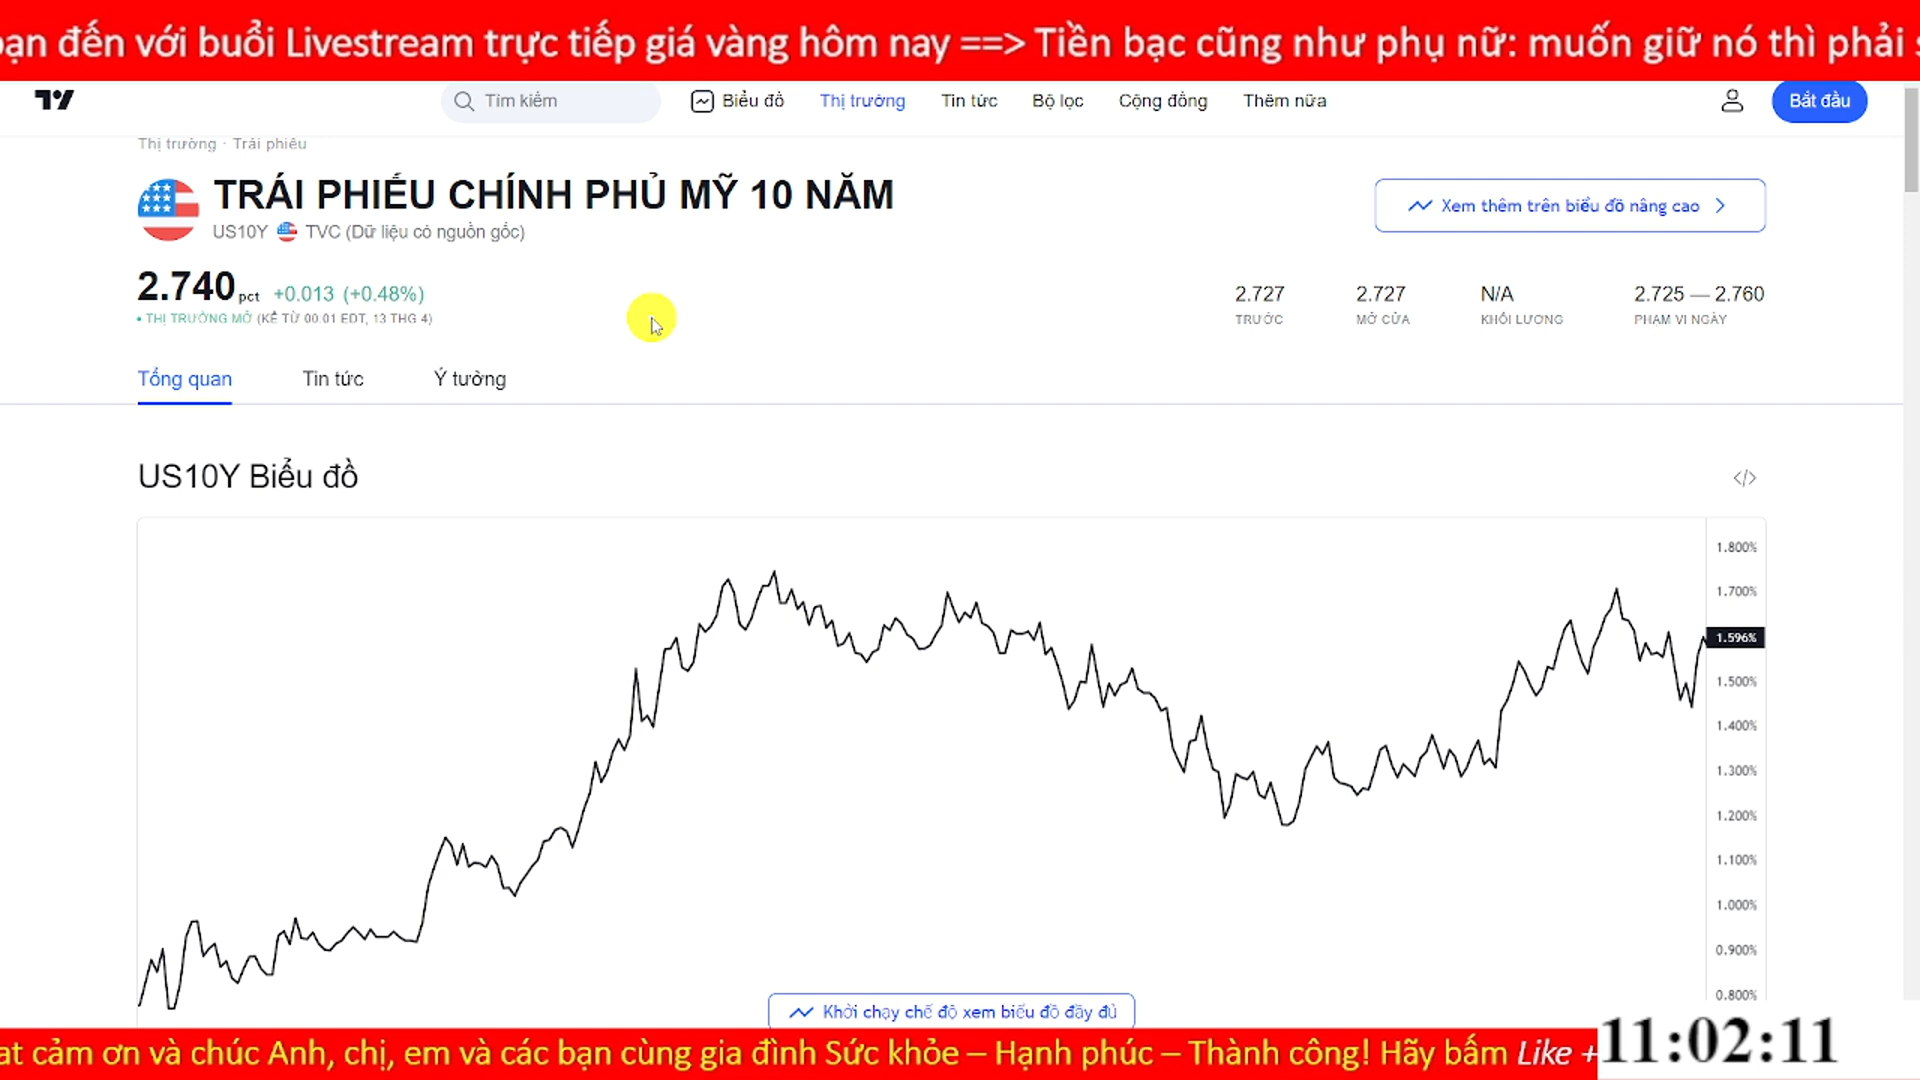 bạn đến với buổi Livestream trực tiếp giá vàng hôm nay ==> Tiền bạc cũng như phụ nữ: muốn giữ nó thì phải
Tìm kiếm
Biểu đồ
Thị trường
Tin tức
Bộ lọc
Cộng đồng
Thêm nữa
Bắt đầu
Thị trường · Trái phiếu
TRÁI PHIẾU CHÍNH PHỦ MỸ 10 NĂM
US10Y TVC (Dữ liệu có nguồn gốc)
Xem thêm trên biểu đồ nâng cao
2.740 pct +0.013 (+0.48%)
• THỊ TRƯỜNG MỞ (KỂ TỪ 00:01 EDT, 13 THG 4)
2.727
TRƯỚC
2.727
MỞ CỬA
N/A
KHỐI LƯỢNG
2.725 — 2.760
PHẠM VI NGÀY
Tổng quan
Tin tức
Ý tưởng
US10Y Biểu đồ
</>
1.800%
1.700%
1.596%
1.500%
1.400%
1.300%
1.200%
1.100%
1.000%
0.900%
0.800%
Khởi chạy chế độ xem biểu đồ đầy đủ
at cảm ơn và chúc Anh, chị, em và các bạn cùng gia đình Sức khỏe – Hạnh phúc – Thành công! Hãy bấm Like +
11:02:11